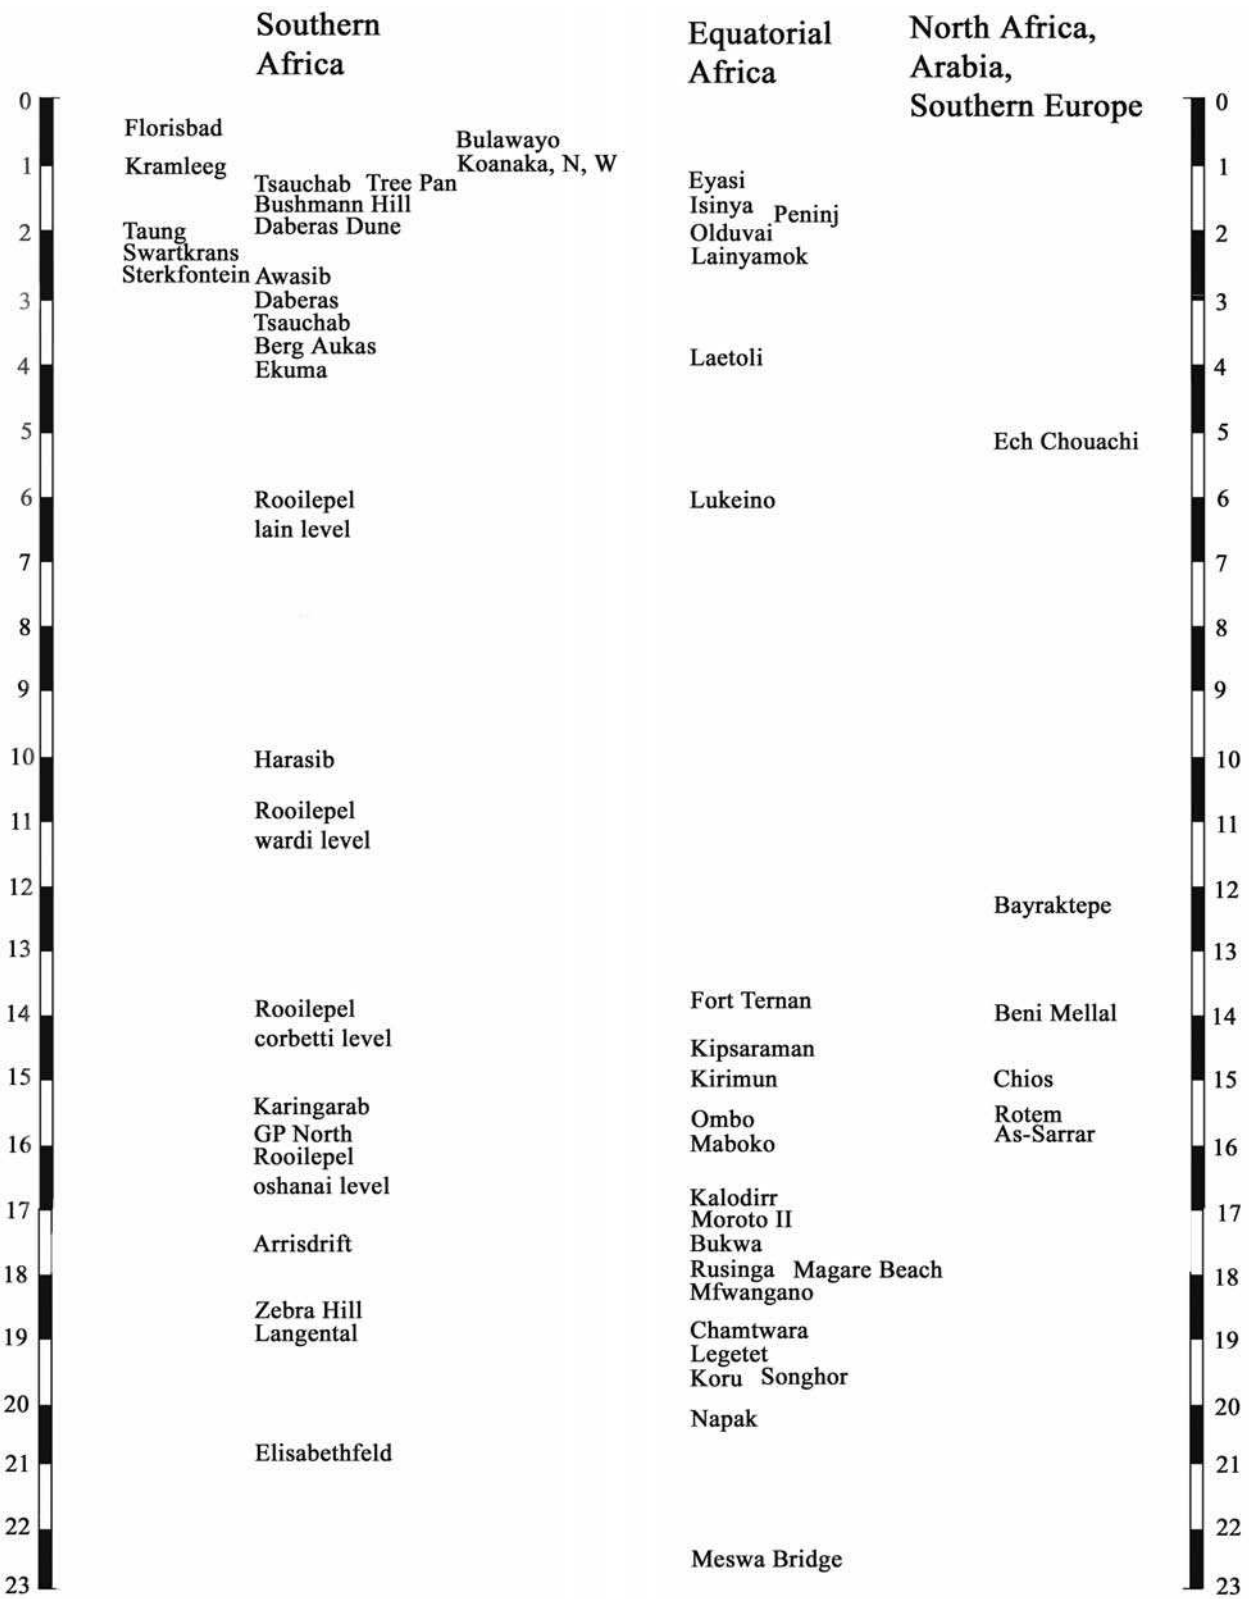 Southern
Africa
Equatorial
Africa
North Africa,
Arabia,
Southern Europe
0
1
2
3
4
5
6
7
8
9
10
11
12
13
14
15
16
17
18
19
20
21
22
23
Florisbad
Kramleeg
Taung
Swartkrans
Sterkfontein
Bulawayo
Koanaka, N, W
Tsauchab Tree Pan
Bushmann Hill
Daberas Dune
Awasib
Daberas
Tsauchab
Berg Aukas
Ekuma
Rooilepel
lain level
Harasib
Rooilepel
wardi level
Rooilepel
corbetti level
Karingarab
GP North
Rooilepel
oshanai level
Arrisdrift
Zebra Hill
Langental
Elisabethfeld
Eyasi
Isinya
Peninj
Olduvai
Lainyamok
Laetoli
Lukeino
Fort Ternan
Kipsaraman
Kirimun
Ombo
Maboko
Kalodirr
Moroto II
Bukwa
Rusinga Magare Beach
Mfwangano
Chamtwara
Legetet
Koru Songhor
Napak
Meswa Bridge
Ech Chouachi
Bayraktepe
Beni Mellal
Chios
Rotem
As-Sarrar
0
1
2
3
4
5
6
7
8
9
10
11
12
13
14
15
16
17
18
19
20
21
22
23